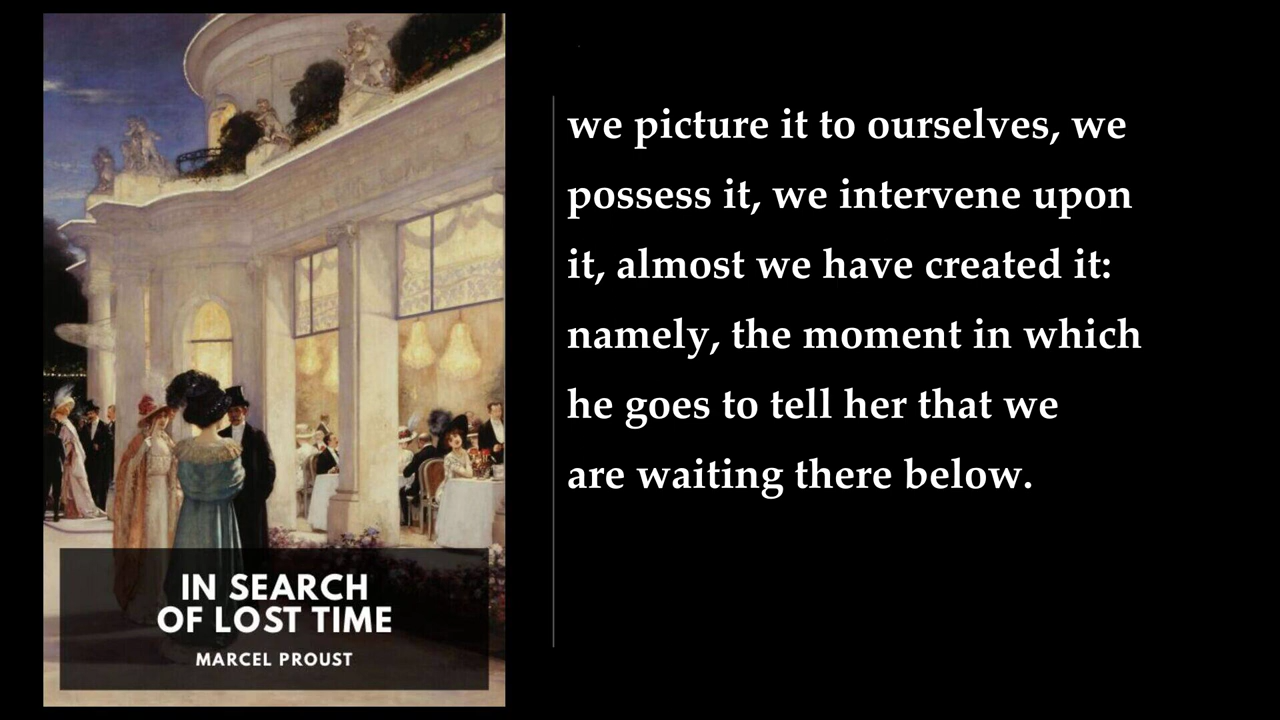 we picture it to ourselves, we
possess it, we intervene upon
it, almost we have created it:
namely, the moment in which
he goes to tell her that we
are waiting there below.
IN SEARCH
OF LOST TIME
MARCEL PROUST